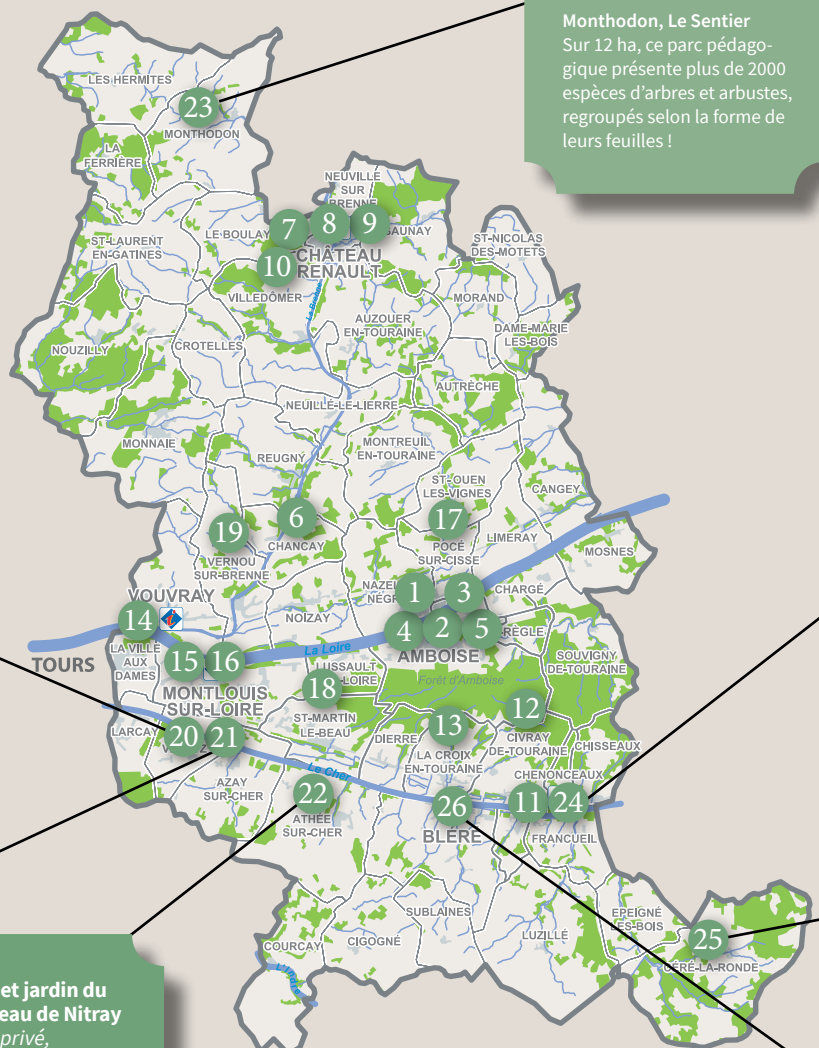 Monthodon, Le Sentier
Sur 12 ha, ce parc pédago-
gique présente plus de 2000
espèces d’arbres et arbustes,
regroupés selon la forme de
leurs feuilles !
LES HERMITES
23
MONTHODON
LA
FERRIÈRE
NEUVILLE
SUR
BRENNE
7
8
9
SAUNAY
LE BOULAY
ST-LAURENT
EN-GATINES
ST-NICOLAS
DES-MOTETS
10
CHÂTEAU
RENAULT
VILLEDÔMER
La Brenne
MORAND
AUZOUER
EN-TOURAINE
DAME-MARIE
LES-BOIS
NOUZILLY
CROTELLES
AUTRÈCHE
NEUILLÉ-LE-LIERRE
MONNAIE
MONTREUIL
EN-TOURAINE
REUGNY
ST-OUEN
LES-VIGNES
CANGEY
19
6
17
CHANCAY
LIMERAY
MOSNES
VERNOU
SUR-BRENNE
POCÉ
SUR-CISSE
NAZEL
NÉGR
1
3
CHARGÉ
VOUVRAY
14
NOIZAY
4
2
5
RÈGLE
AMBOISE
La Loire
TOURS
LA VILLE
AUX
DAMES
15
16
SOUVIGNY
DE-TOURAINE
LUSSAULT
LOIRE
Forêt d’Amboise
18
MONTLOUIS
SUR-LOIRE
12
ST-MARTIN
LE-BEAU
13
LARCAY
20
21
DIERRE
CIVRAY
DE-TOURAINE
CHISSEAUX
LA CROIX
EN-TOURAINE
Le Cher
CHENONCEAUX
AZAY
SUR-CHER
22
26
11
24
ATHÉE
SUR-CHER
BLÉRÉ
FRANCUEIL
SUBLAINES
EPEIGNÉ
LES-BOIS
COURCAY
CIGOGNÉ
LUZILLÉ
25
CÉRÉ-LA-RONDE
L’Indre
et jardin du
eau de Nitray
privé,